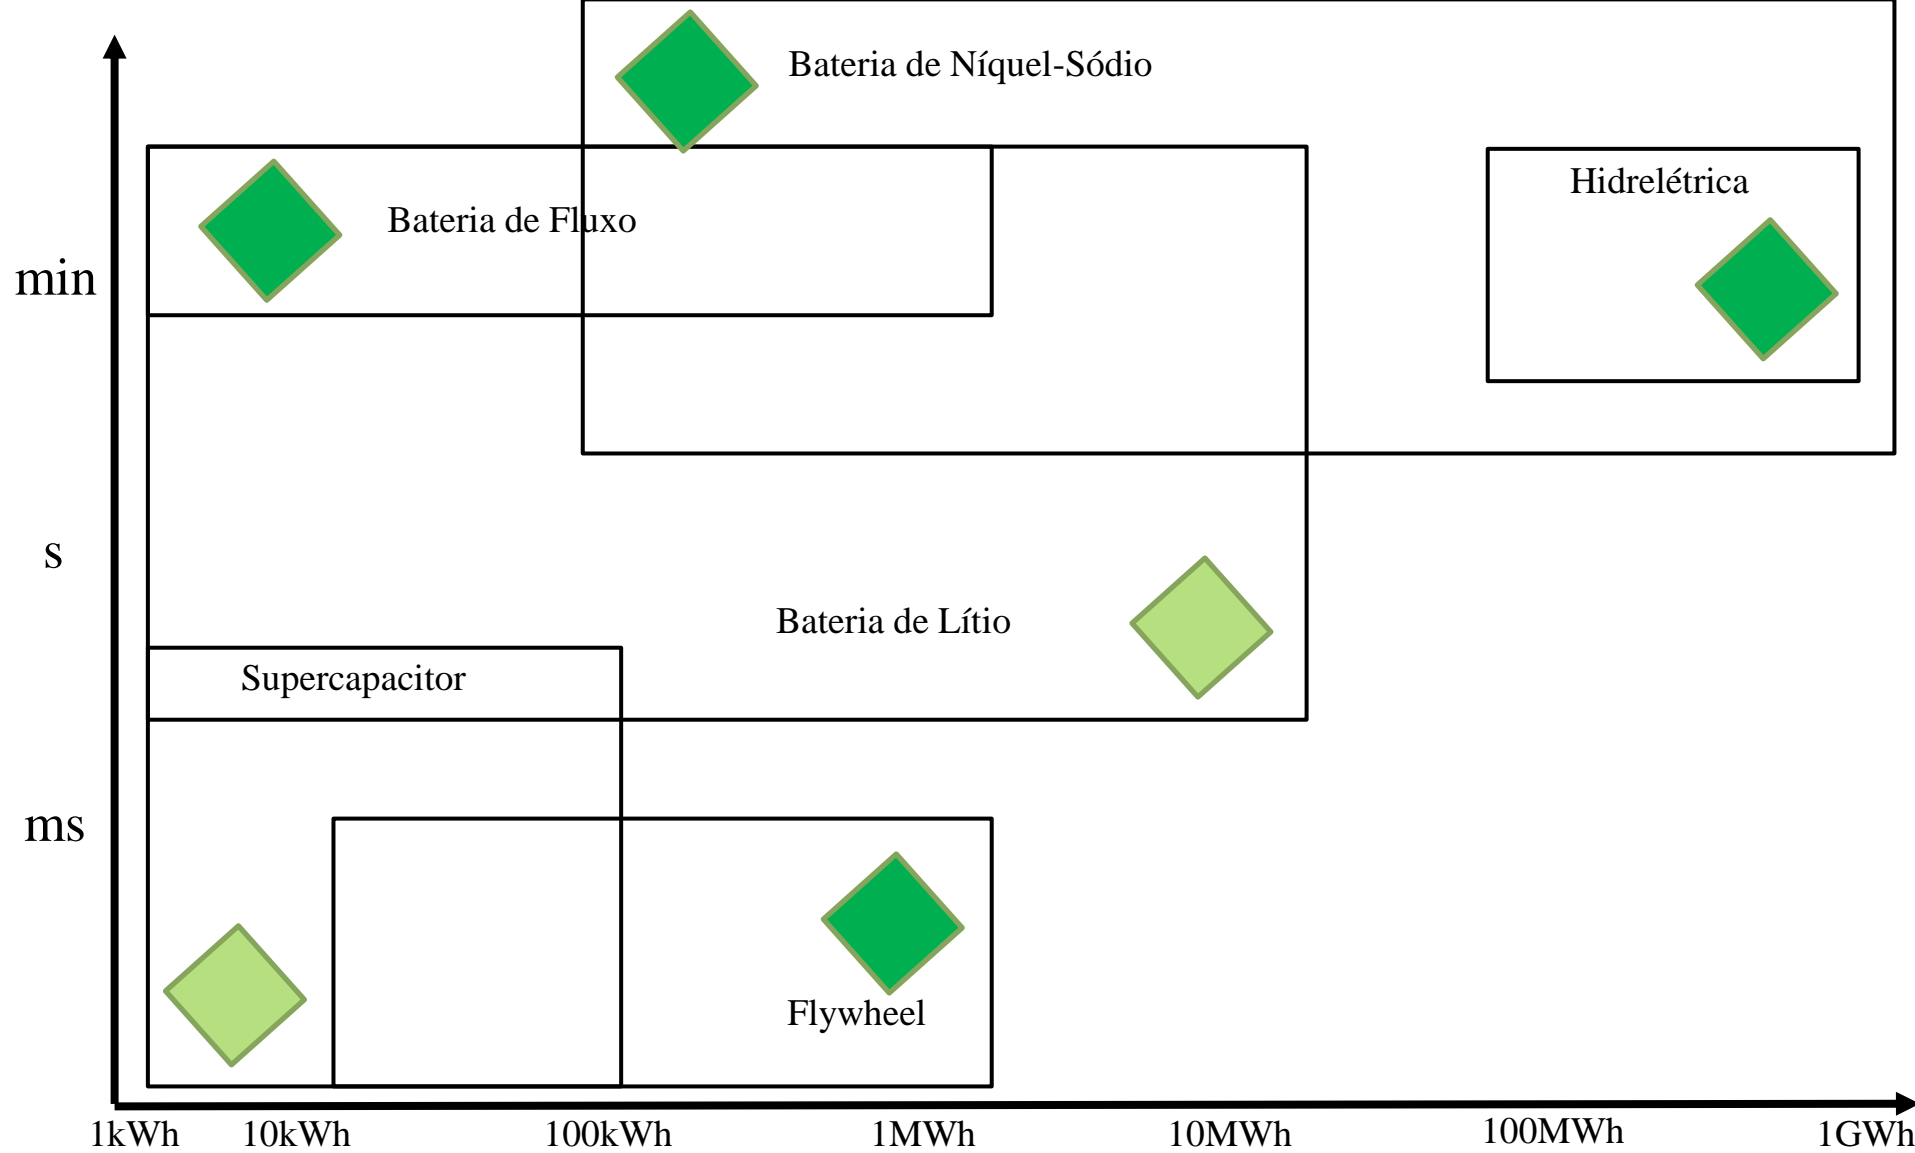 Bateria de Níquel-Sódio
Hidrelétrica
Bateria de Fluxo
min
s
Bateria de Lítio
Supercapacitor
ms
Flywheel
1kWh 10kWh 100kWh 1MWh 10MWh 100MWh 1GWh